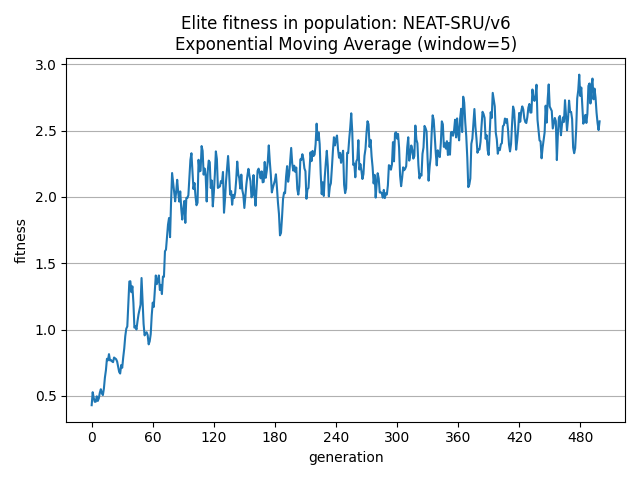 Elite fitness in population: NEAT-SRU/v6
Exponential Moving Average (window=5)
3.0
2.5
2.0
1.5
1.0
0.5
fitness
0 60 120 180 240 300 360 420 480
generation